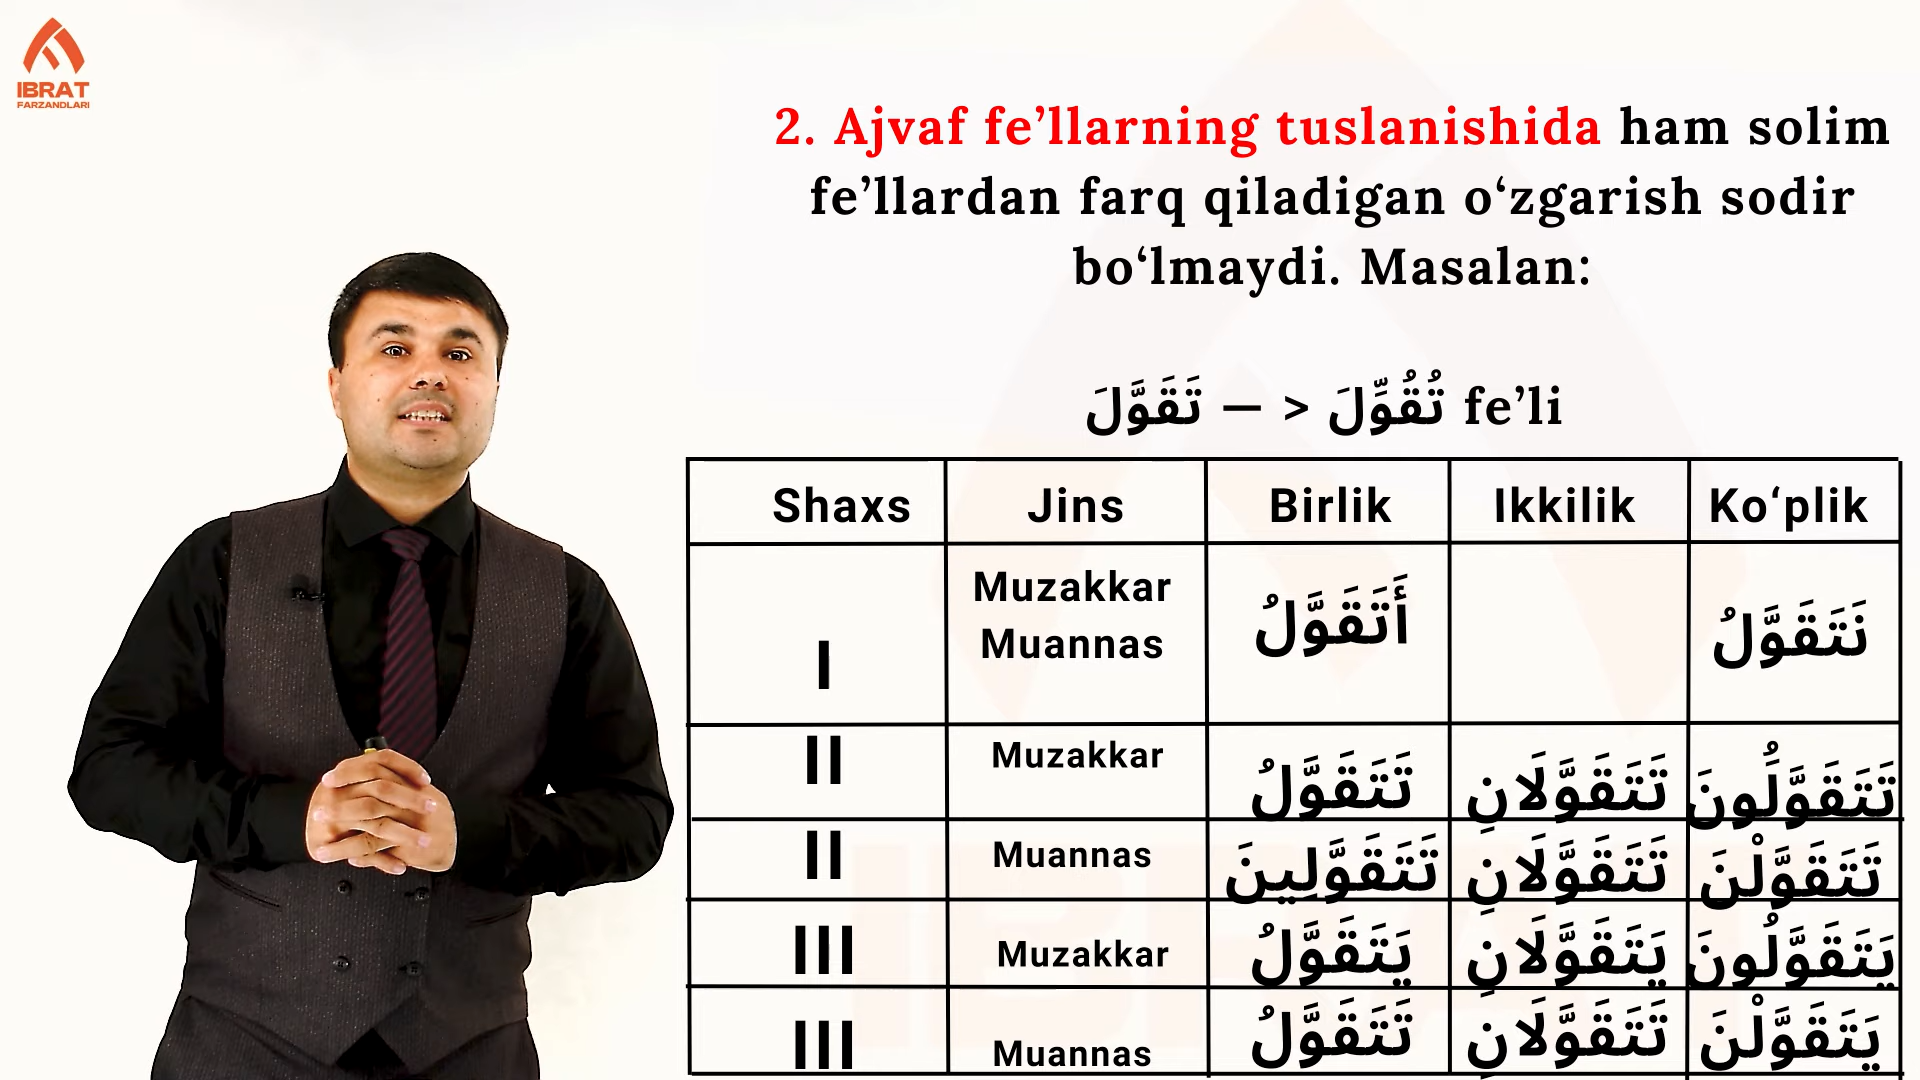 IBRAT
FARZANDLARI
2. Ajvaf fe’llarning tuslanishida ham solim
fe’llardan farq qiladigan o‘zgarish sodir
bo‘lmaydi. Masalan:
تَقَوَّلَ — > تُقُوِّلَ fe’li
Shaxs Jins Birlik Ikkilik Ko‘plik
I Muzakkar Muannas أَتَقَوَّلُ نَتَقَوَّلُ
II Muzakkar تَتَقَوَّلُ تَتَقَوَّلَانِ تَتَقَوَّلُونَ
II Muannas تَتَقَوَّلِينَ تَتَقَوَّلَانِ تَتَقَوَّلْنَ
III Muzakkar يَتَقَوَّلُ يَتَقَوَّلَانِ يَتَقَوَّلُونَ
III Muannas تَتَقَوَّلُ تَتَقَوَّلَانِ يَتَقَوَّلْنَ